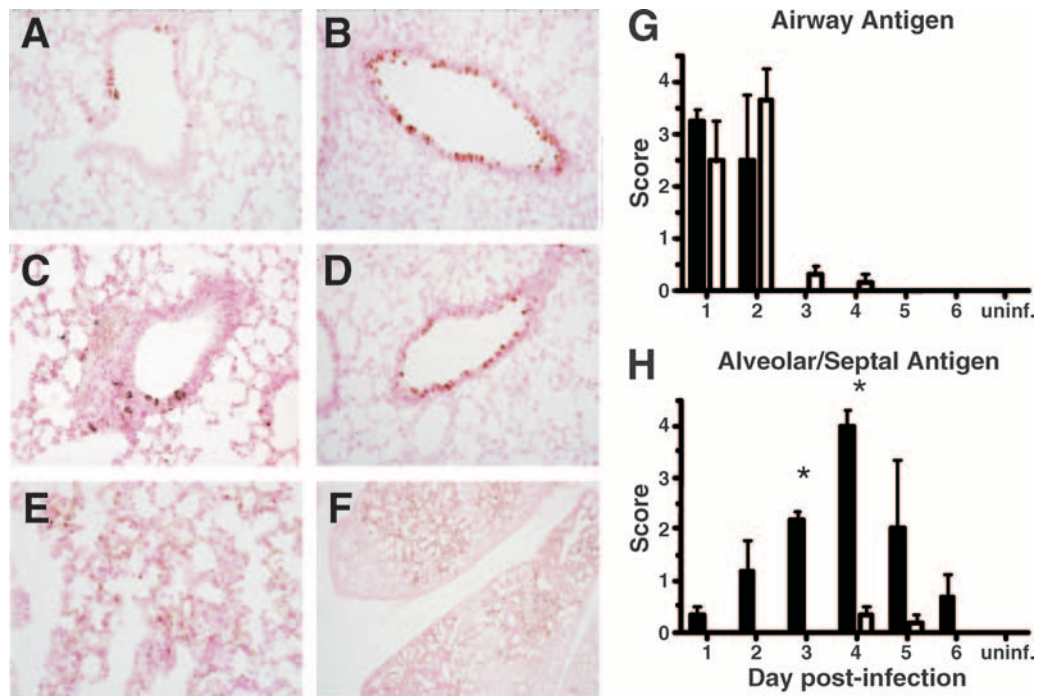 A
B
C
D
E
F
G
Airway Antigen
Score
4
3
2
1
0
1 2 3 4 5 6 uninf.
H
Alveolar/Septal Antigen
*
*
Score
4
3
2
1
0
1 2 3 4 5 6 uninf.
Day post-infection